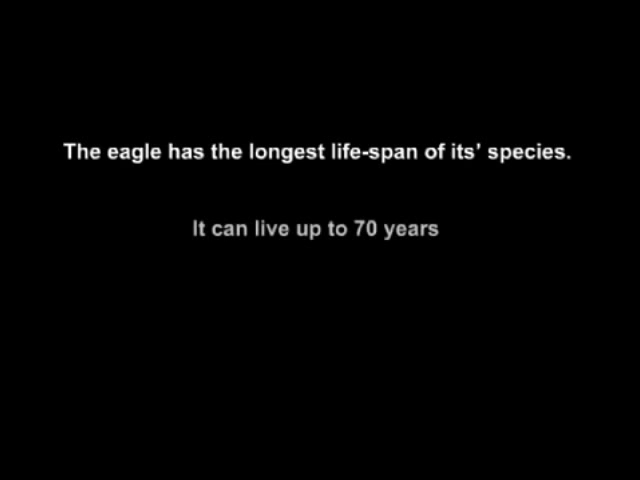 The eagle has the longest life-span of its’ species.
It can live up to 70 years